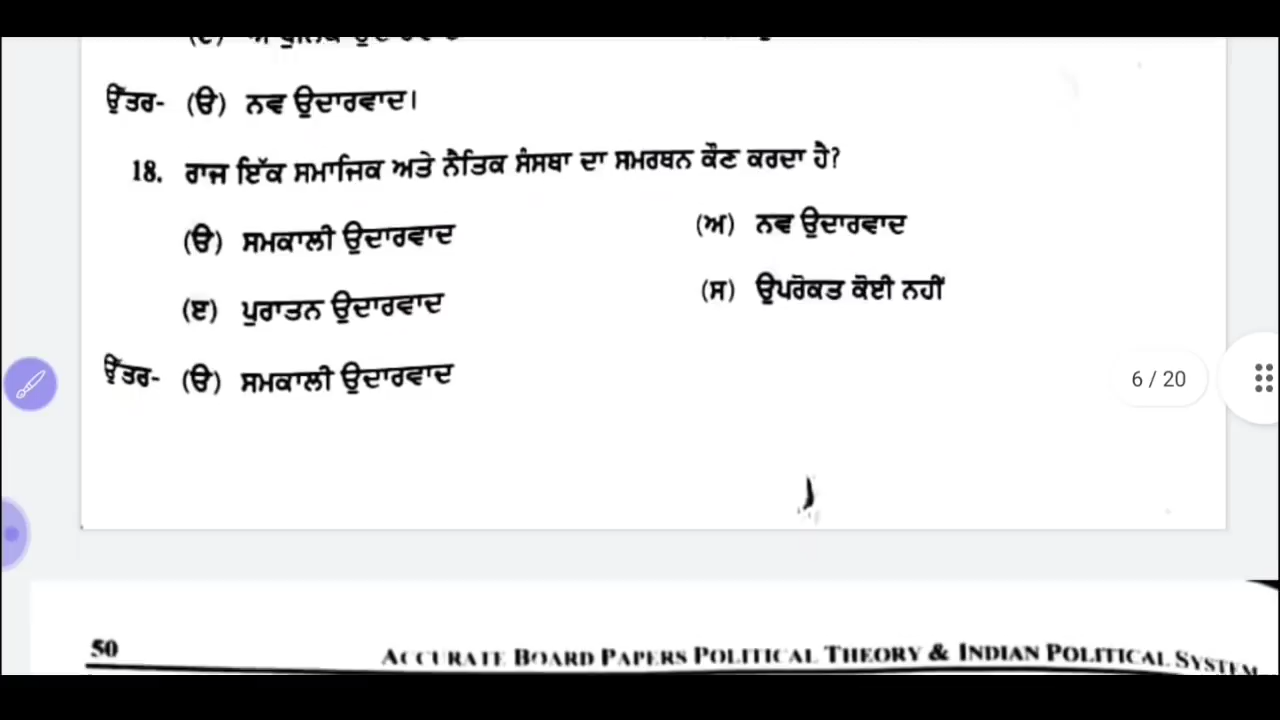 ਉੱਤਰ- (ੳ) ਨਵ ਉਦਾਰਵਾਦ।
18. ਰਾਜ ਇੱਕ ਸਮਾਜਿਕ ਅਤੇ ਨੈਤਿਕ ਸੰਸਥਾ ਦਾ ਸਮਰਥਨ ਕੌਣ ਕਰਦਾ ਹੈ?
(ੳ) ਸਮਕਾਲੀ ਉਦਾਰਵਾਦ (ਅ) ਨਵ ਉਦਾਰਵਾਦ
(ੲ) ਪੁਰਾਤਨ ਉਦਾਰਵਾਦ (ਸ) ਉਪਰੋਕਤ ਕੋਈ ਨਹੀਂ
ਉੱਤਰ- (ੳ) ਸਮਕਾਲੀ ਉਦਾਰਵਾਦ
6 / 20
50 ACCURATE BOARD PAPERS POLITICAL THEORY & INDIAN POLITICAL SYSTEM